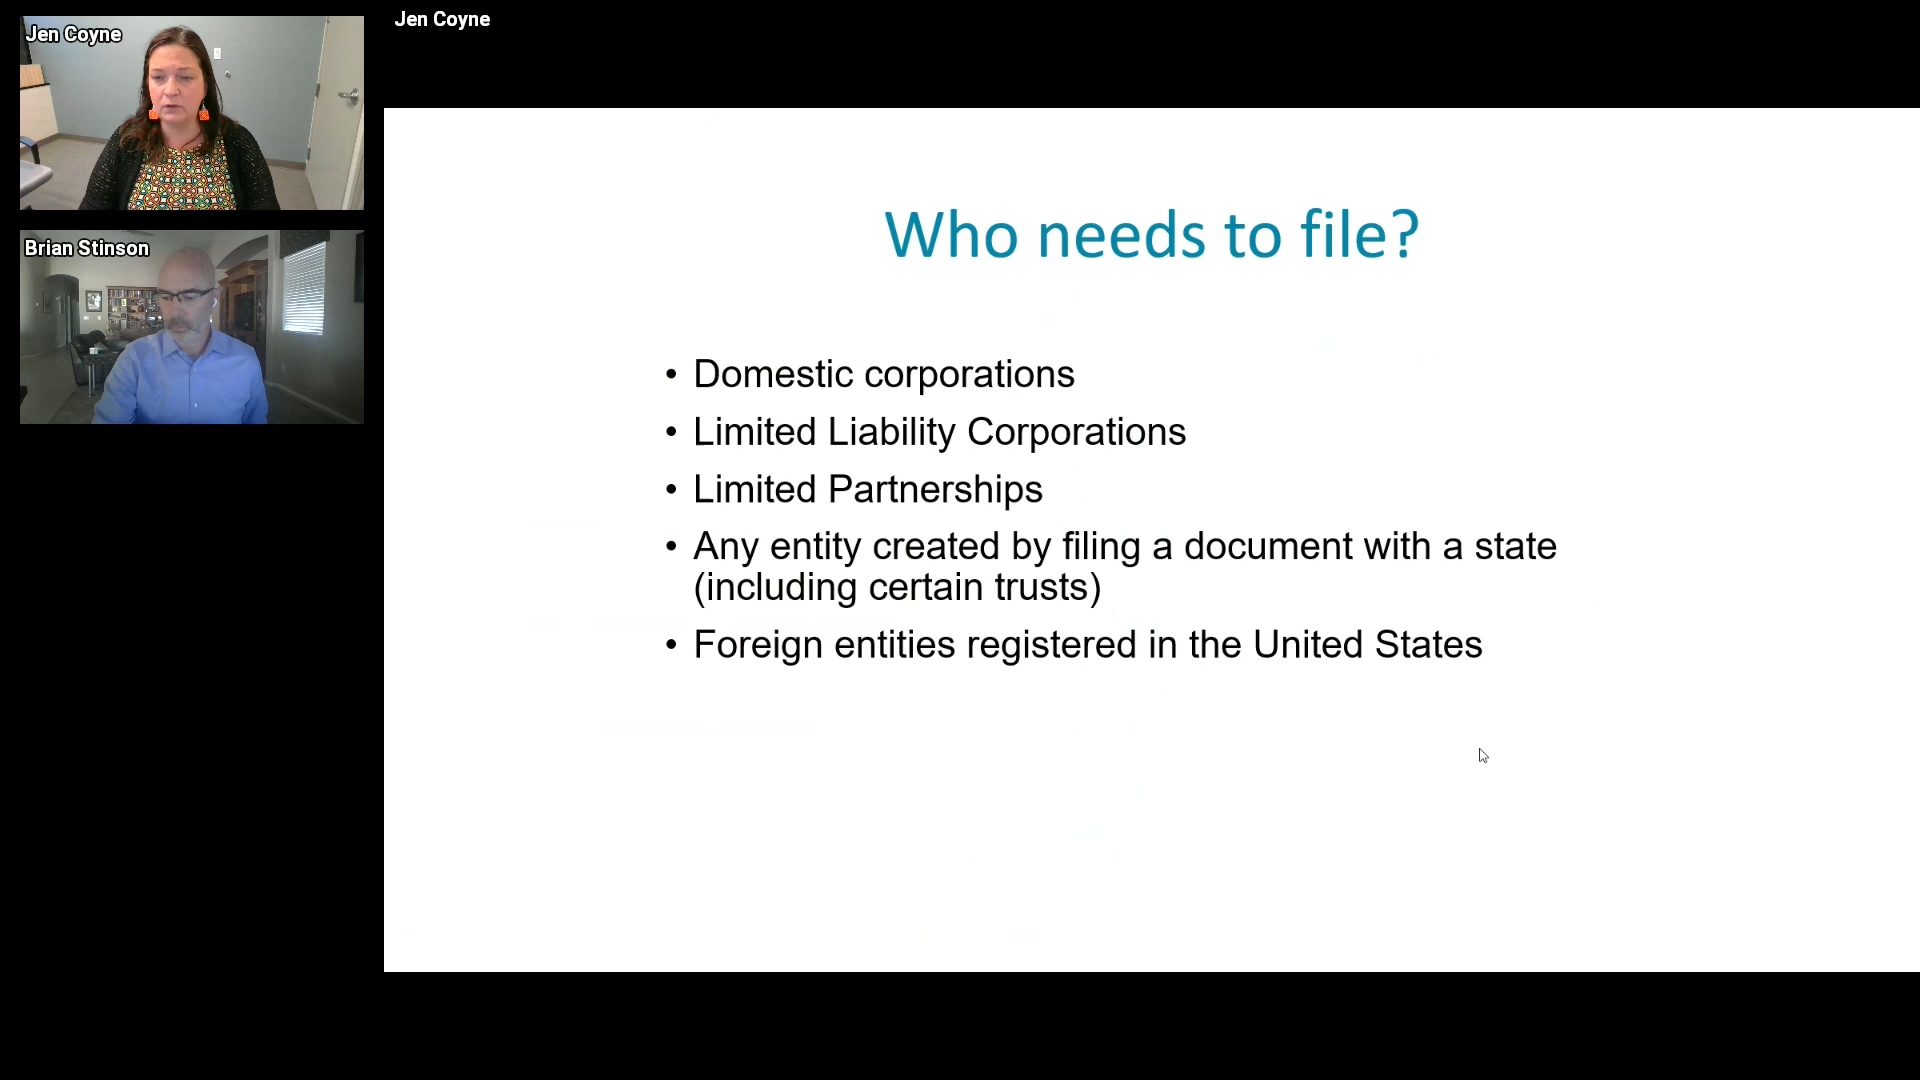 Jen Coyne
Brian Stinson
Jen Coyne
Who needs to file?
• Domestic corporations
• Limited Liability Corporations
• Limited Partnerships
• Any entity created by filing a document with a state
(including certain trusts)
• Foreign entities registered in the United States